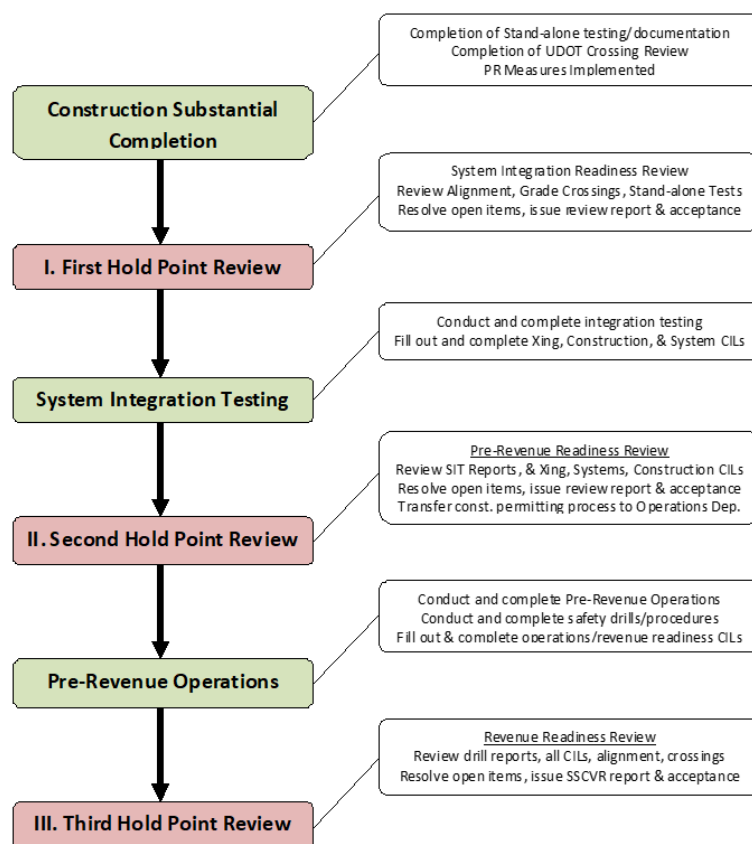 Completion of Stand-alone testing/documentation
Completion of UDOT Crossing Review
PR Measures Implemented
Construction Substantial
Completion
System Integration Readiness Review
Review Alignment, Grade Crossings, Stand-alone Tests
Resolve open items, issue review report & acceptance
I. First Hold Point Review
Conduct and complete integration testing
Fill out and complete Xing, Construction, & System CILs
System Integration Testing
Pre-Revenue Readiness Review
Review SIT Reports, & Xing, Systems, Construction CILs
Resolve open items, issue review report & acceptance
Transfer const. permitting process to Operations Dep.
II. Second Hold Point Review
Conduct and complete Pre-Revenue Operations
Conduct and complete safety drills/procedures
Fill out & complete operations/revenue readiness CILs
Pre-Revenue Operations
Revenue Readiness Review
Review drill reports, all CILs, alignment, crossings
Resolve open items, issue SSCVR report & acceptance
III. Third Hold Point Review